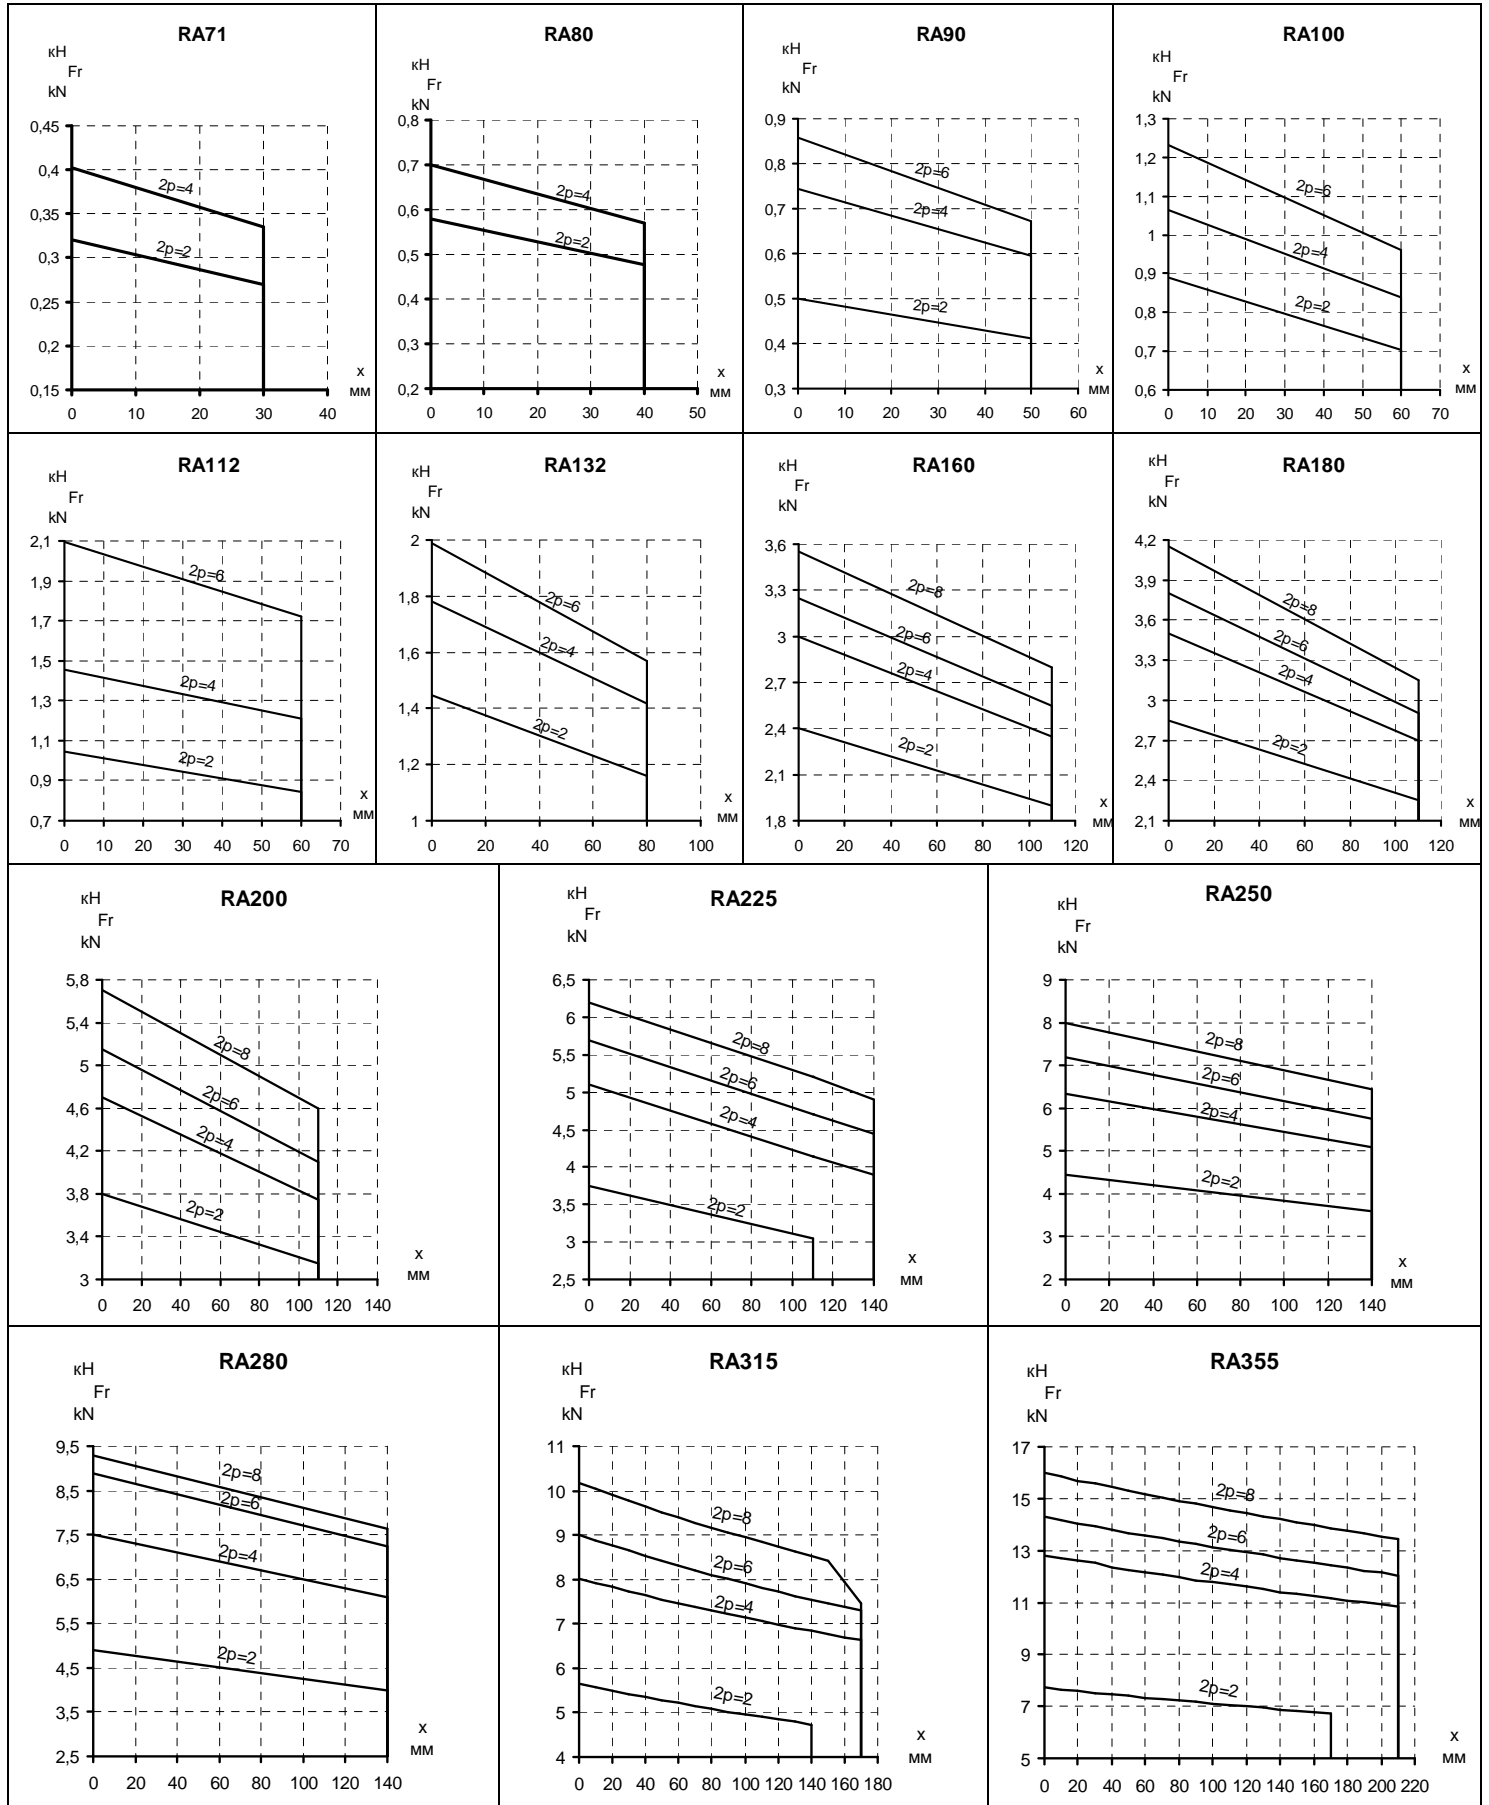 RA71
кН
Fr
kN
0,45
0,4
0,35
0,3
0,25
0,2
0,15
2p=4
2p=2
0 10 20 30 40
x
мм
RA80
кН
Fr
kN
0,8
0,7
0,6
0,5
0,4
0,3
0,2
2p=4
2p=2
0 10 20 30 40 50
x
мм
RA90
кН
Fr
kN
0,9
0,8
0,7
0,6
0,5
0,4
0,3
2p=6
2p=4
2p=2
0 10 20 30 40 50 60
x
мм
RA100
кН
Fr
kN
1,3
1,2
1,1
1
0,9
0,8
0,7
0,6
2p=6
2p=4
2p=2
0 10 20 30 40 50 60 70
x
мм
RA112
кН
Fr
kN
2,1
1,9
1,7
1,5
1,3
1,1
0,9
0,7
2p=6
2p=4
2p=2
0 10 20 30 40 50 60 70
x
мм
RA132
кН
Fr
kN
2
1,8
1,6
1,4
1,2
1
2p=6
2p=4
2p=2
0 20 40 60 80 100
x
мм
RA160
кН
Fr
kN
3,6
3,3
3
2,7
2,4
2,1
1,8
2p=8
2p=6
2p=4
2p=2
0 20 40 60 80 100 120
x
мм
RA180
кН
Fr
kN
4,2
3,9
3,6
3,3
3
2,7
2,4
2,1
2p=8
2p=6
2p=4
2p=2
0 20 40 60 80 100 120
x
мм
RA200
кН
Fr
kN
5,8
5,4
5
4,6
4,2
3,8
3,4
3
2p=8
2p=6
2p=4
2p=2
0 20 40 60 80 100 120 140
x
мм
RA225
кН
Fr
kN
6,5
6
5,5
5
4,5
4
3,5
3
2,5
2p=8
2p=6
2p=4
2p=2
0 20 40 60 80 100 120 140
x
мм
RA250
кН
Fr
kN
9
8
7
6
5
4
3
2
2p=8
2p=6
2p=4
2p=2
0 20 40 60 80 100 120 140
x
мм
RA280
кН
Fr
kN
9,5
8,5
7,5
6,5
5,5
4,5
3,5
2,5
2p=8
2p=6
2p=4
2p=2
0 20 40 60 80 100 120 140
x
мм
RA315
кН
Fr
kN
11
10
9
8
7
6
5
4
2p=8
2p=6
2p=4
2p=2
0 20 40 60 80 100 120 140 160 180
x
мм
RA355
кН
Fr
kN
17
15
13
11
9
7
5
2p=8
2p=6
2p=4
2p=2
0 20 40 60 80 100 120 140 160 180 200 220
x
мм